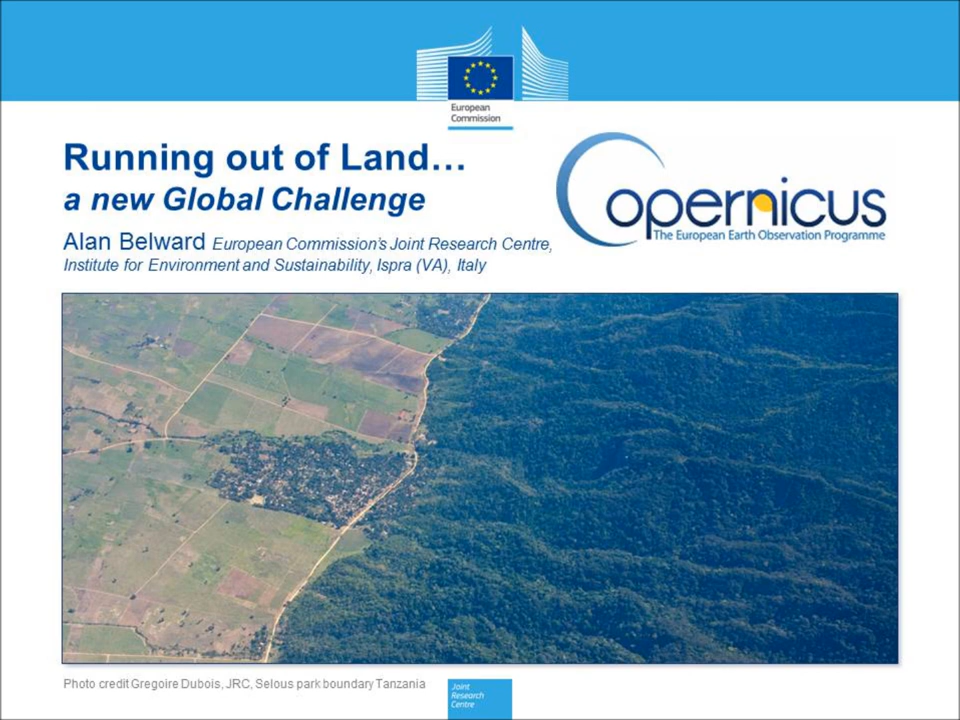 European
Commission
Running out of Land…
a new Global Challenge
Copernicus
The European Earth Observation Programme
Alan Belward European Commission's Joint Research Centre,
Institute for Environment and Sustainability, Ispra (VA), Italy
Photo credit Gregoire Dubois, JRC, Selous park boundary Tanzania
Joint
Research
Centre